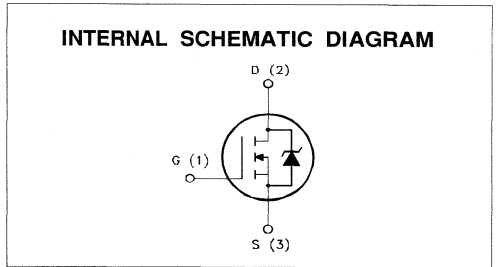 INTERNAL SCHEMATIC DIAGRAM
D (2)
G (1)
S (3)